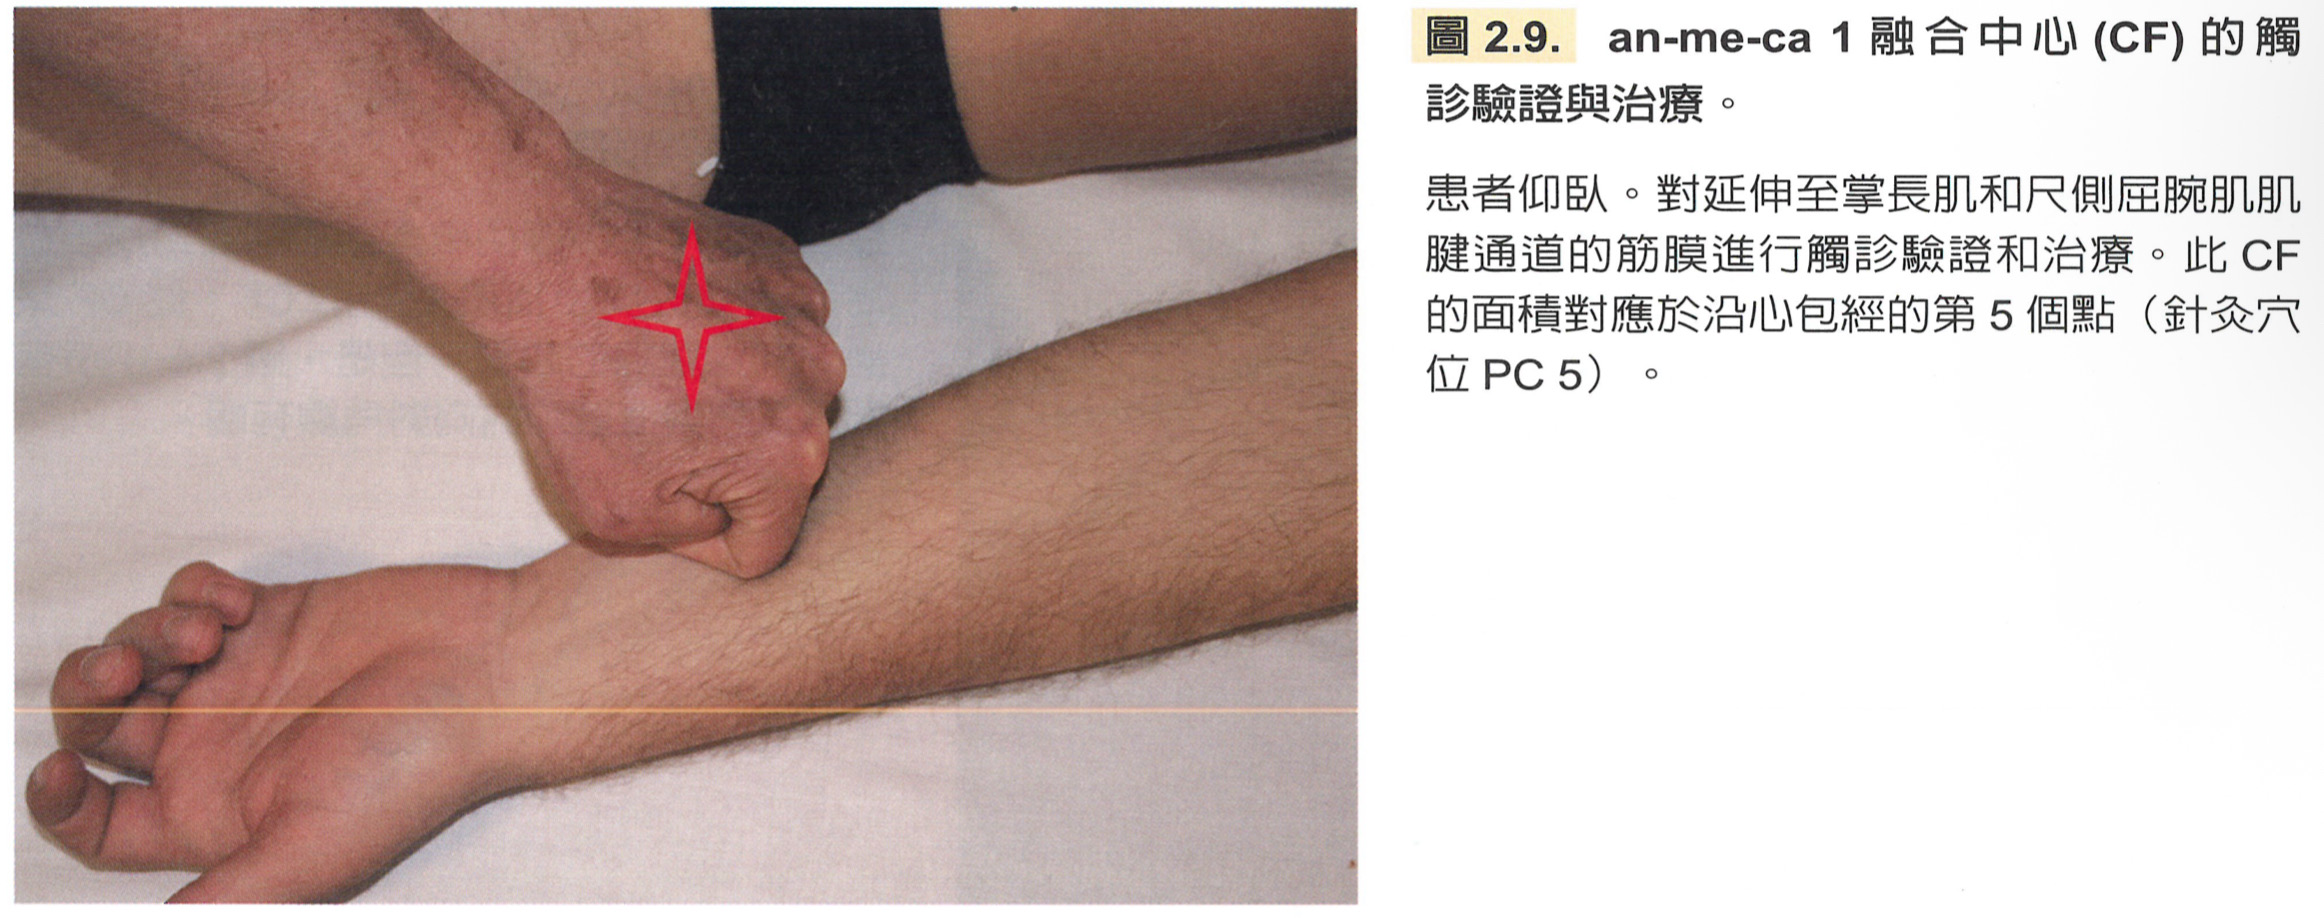 圖 2.9. an-me-ca 1 融合中心 (CF) 的觸
診驗證與治療。
患者仰臥。對延伸至掌長肌和尺側屈腕肌肌
腱通道的筋膜進行觸診驗證和治療。此 CF
的面積對應於沿心包經的第 5 個點（針灸穴
位 PC 5）。